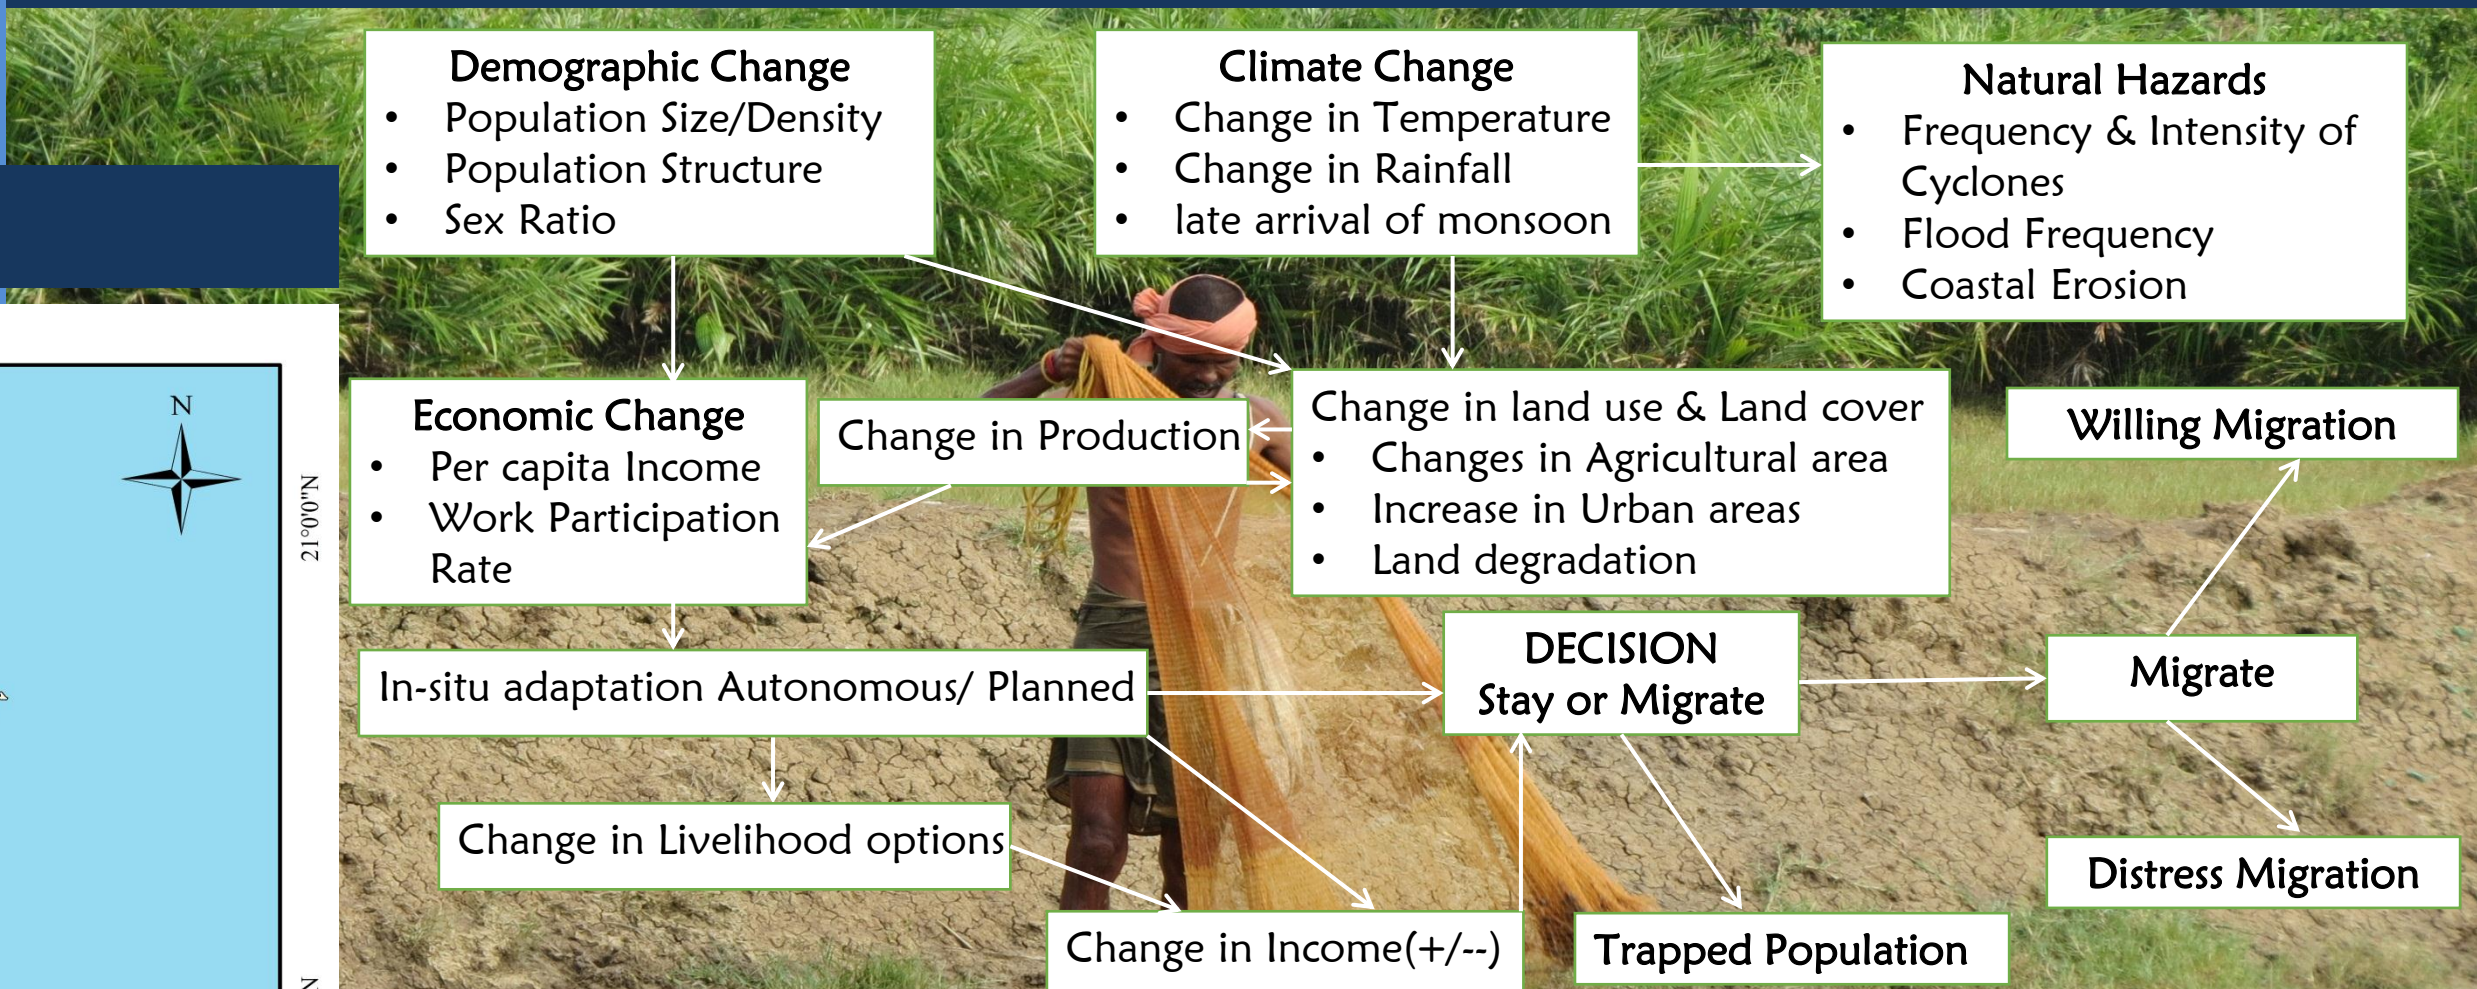 Demographic Change
• Population Size/Density
• Population Structure
• Sex Ratio
Climate Change
• Change in Temperature
• Change in Rainfall
• late arrival of monsoon
Natural Hazards
• Frequency & Intensity of
Cyclones
• Flood Frequency
• Coastal Erosion
N
21°0'0"N
Economic Change
• Per capita Income
• Work Participation
Rate
Change in Production
Change in land use & Land cover
• Changes in Agricultural area
• Increase in Urban areas
• Land degradation
Willing Migration
In-situ adaptation Autonomous/ Planned
DECISION
Stay or Migrate
Migrate
Change in Livelihood options
Distress Migration
Change in Income(+/--)
Trapped Population
N